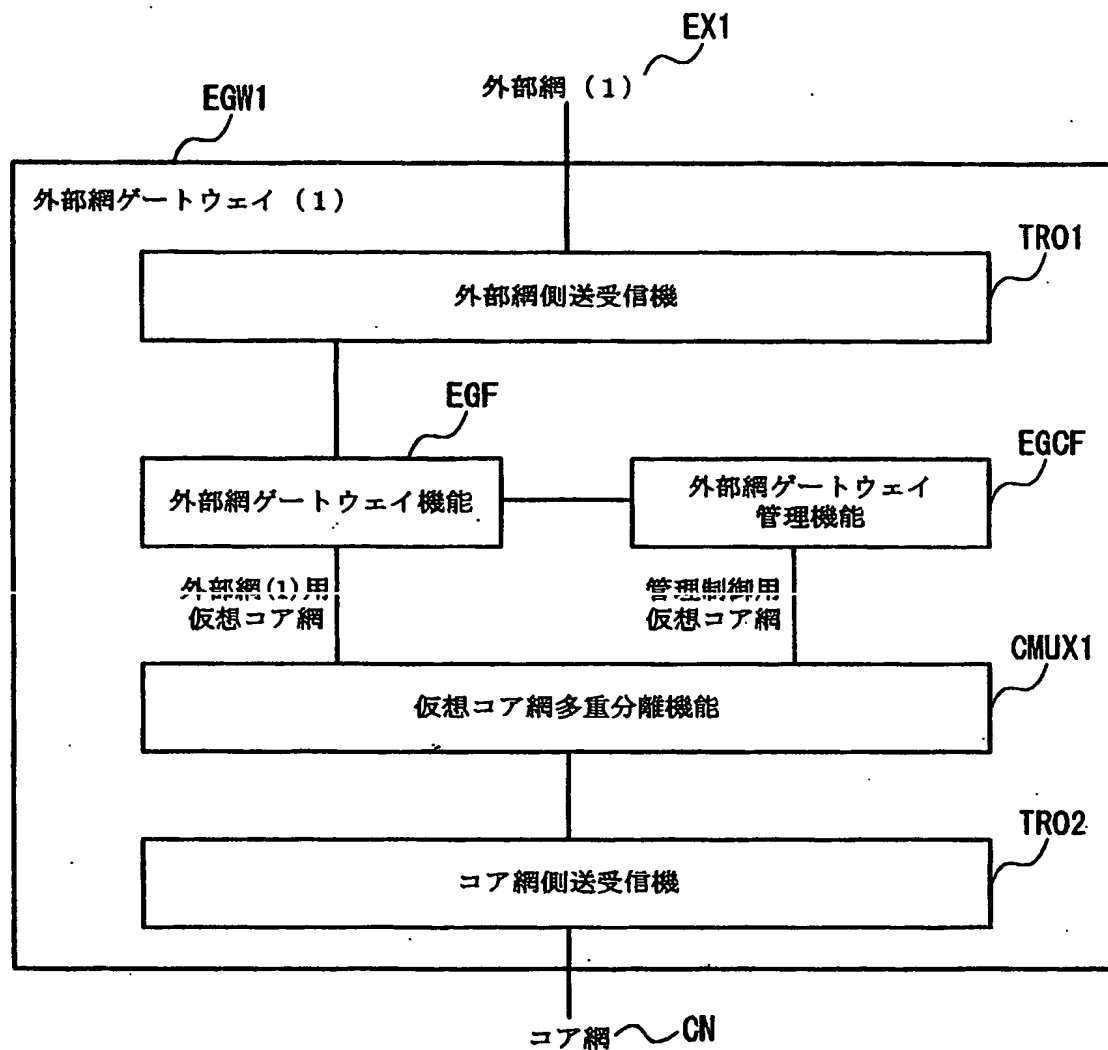 EX1
外部網（1）
EGW1
外部網ゲートウェイ（1）
TRO1
外部網側送受信機
EGF
EGCF
外部網ゲートウェイ機能
外部網ゲートウェイ
管理機能
外部網(1)用
仮想コア網
管理制御用
仮想コア網
CMUX1
仮想コア網多重分離機能
TRO2
コア網側送受信機
コア網
CN